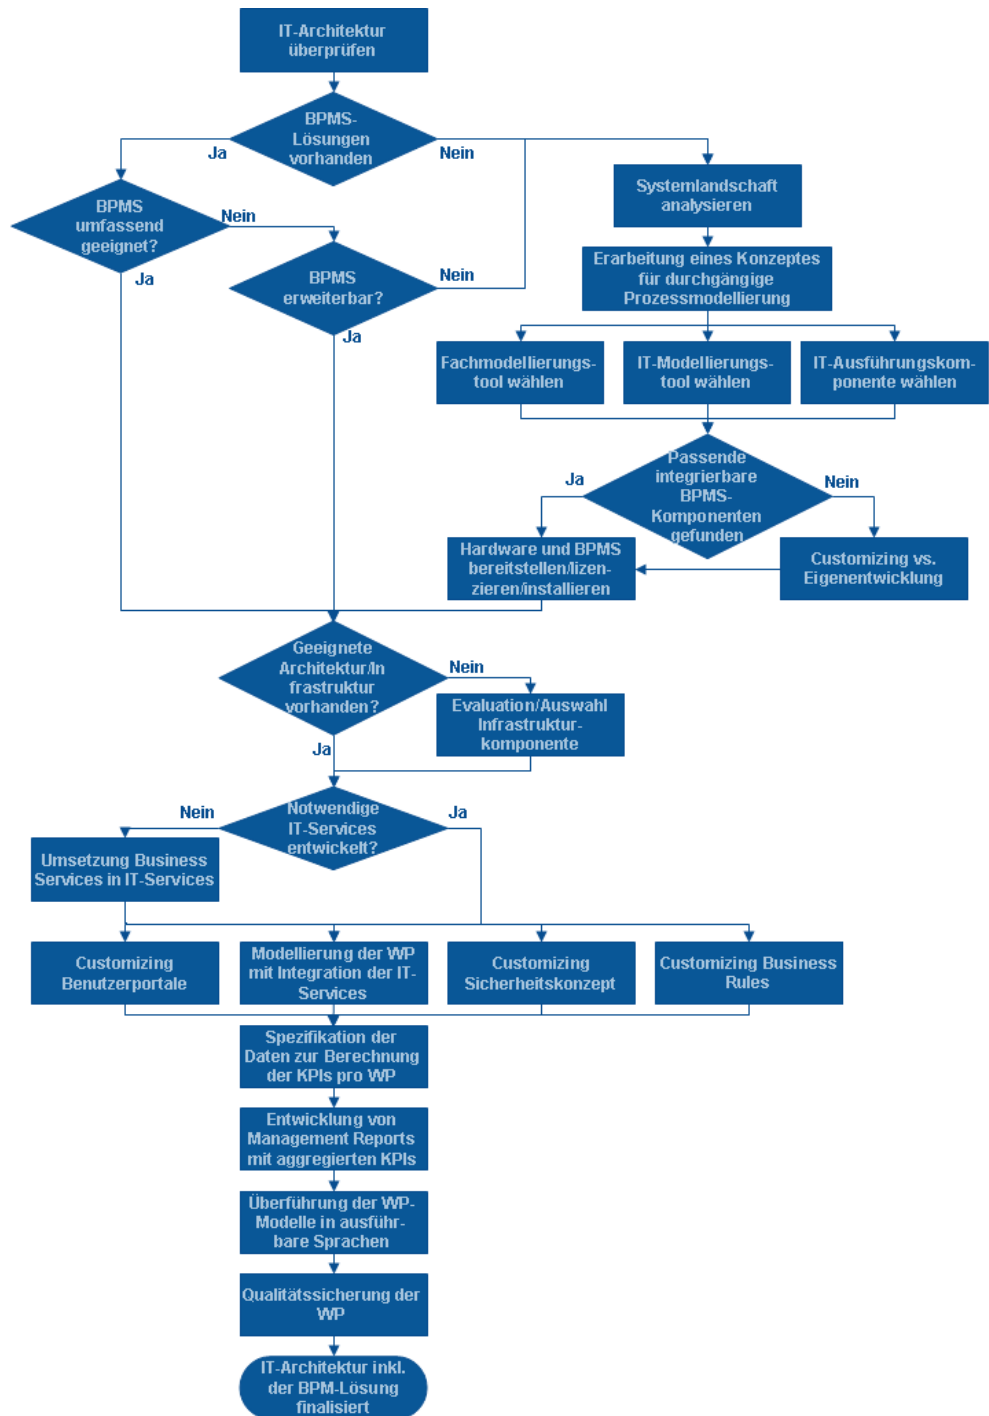 IT-Architektur
überprüfen
BPMS-
Lösungen
vorhanden
Ja
Nein
BPMS
umfassend
geeignet?
Nein
Ja
BPMS
erweiterbar?
Nein
Ja
Systemlandschaft
analysieren
Erarbeitung eines Konzeptes
für durchgängige
Prozessmodellierung
Fachmodellierungs-
tool wählen
IT-Modellierungs-
tool wählen
IT-Ausführungskom-
ponente wählen
Passende
integrierbare
BPMS-
Komponenten
gefunden
Ja
Nein
Hardware und BPMS
bereitstellen/lizen-
zieren/installieren
Customizing vs.
Eigenentwicklung
Geeignete
Architektur/In
frastruktur
vorhanden?
Nein
Ja
Evaluation/Auswahl
Infrastruktur-
komponente
Notwendige
IT-Services
entwickelt?
Nein
Ja
Umsetzung Business
Services in IT-Services
Customizing
Benutzerportale
Modellierung der WP
mit Integration der IT-
Services
Customizing
Sicherheitskonzept
Customizing Business
Rules
Spezifikation der
Daten zur Berechnung
der KPIs pro WP
Entwicklung von
Management Reports
mit aggregierten KPIs
Überführung der WP-
Modelle in ausführ-
bare Sprachen
Qualitätssicherung der
WP
IT-Architektur inkl.
der BPM-Lösung
finalisiert